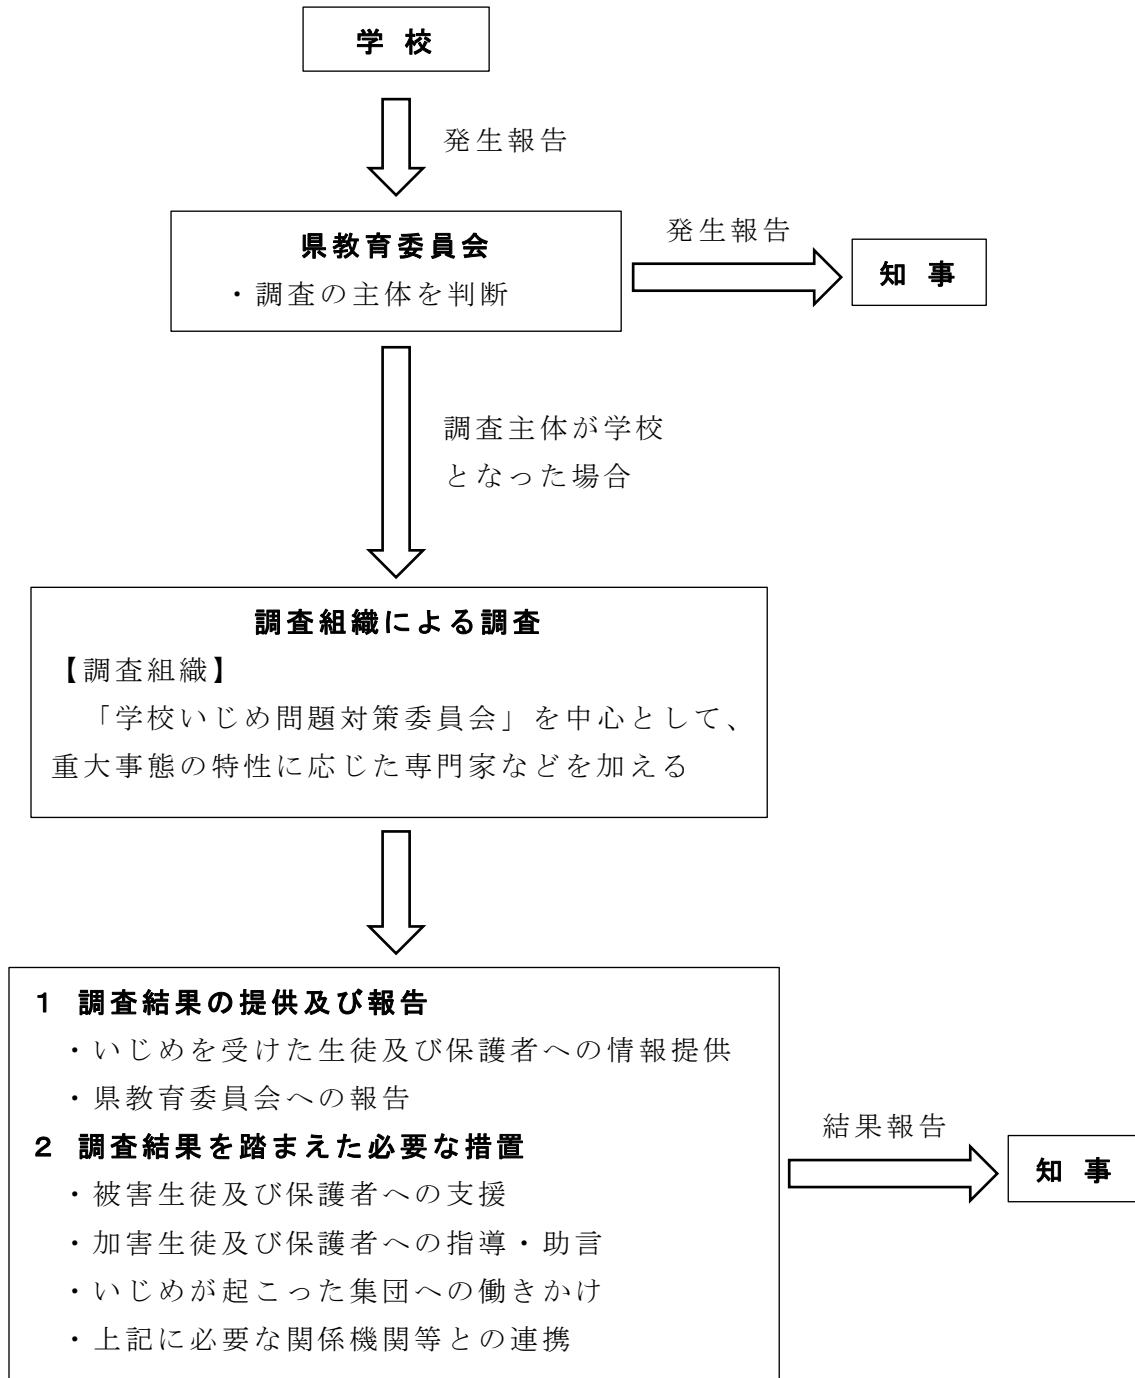 学 校
発生報告
県教育委員会
・調査の主体を判断
発生報告
知 事
調査主体が学校
となった場合
調査組織による調査
【調査組織】
「学校いじめ問題対策委員会」を中心として、
重大事態の特性に応じた専門家などを加える
１ 調査結果の提供及び報告
・いじめを受けた生徒及び保護者への情報提供
・県教育委員会への報告
２ 調査結果を踏まえた必要な措置
・被害生徒及び保護者への支援
・加害生徒及び保護者への指導・助言
・いじめが起こった集団への働きかけ
・上記に必要な関係機関等との連携
結果報告
知 事